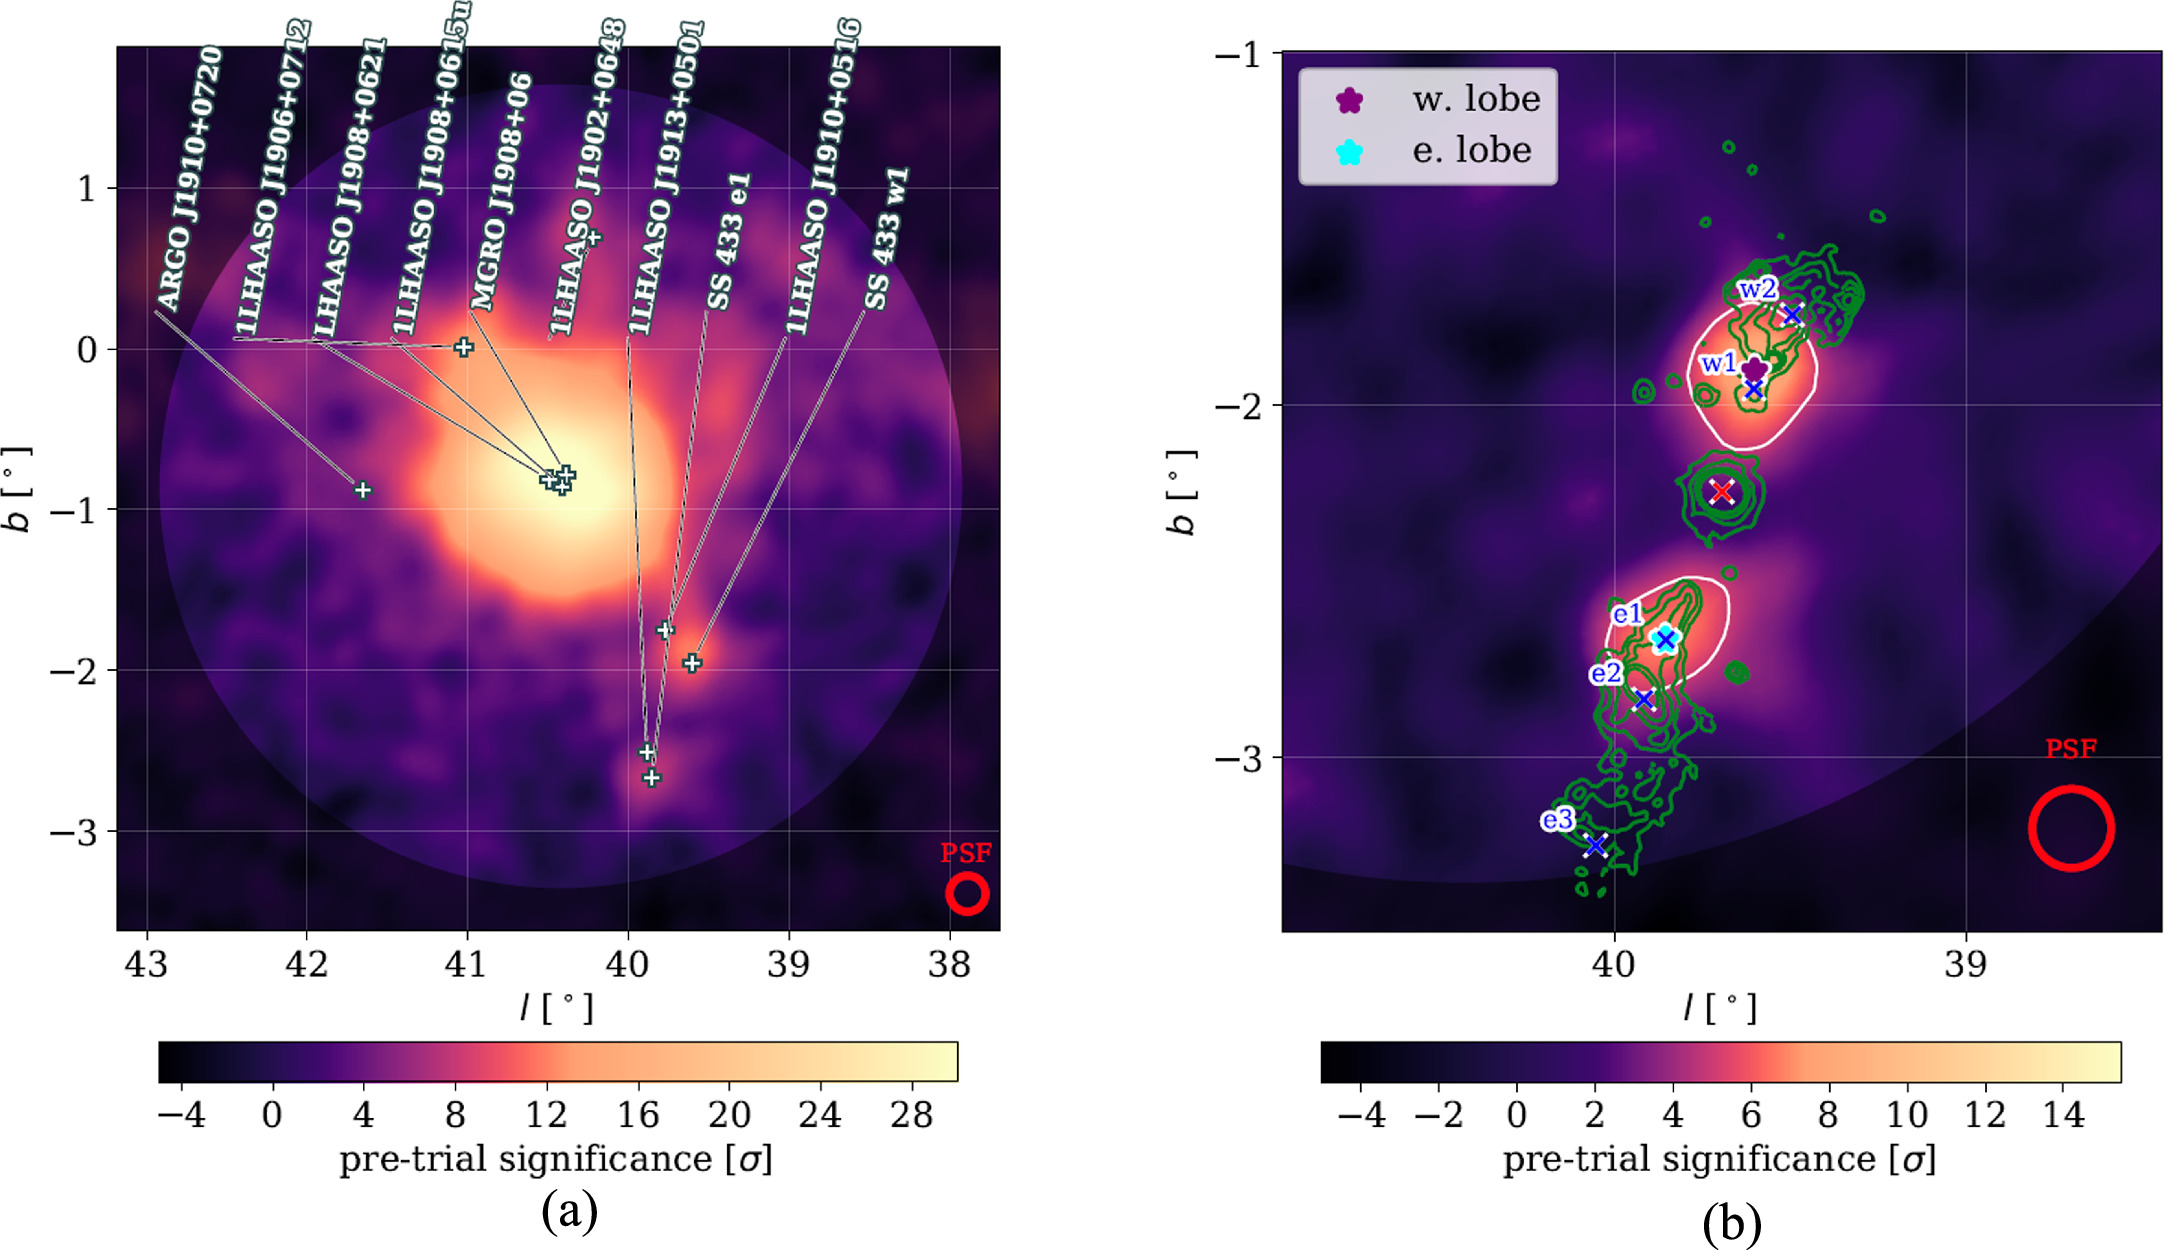 ARGO J1910+0720
1LHAASO J1906+0712
LHAASO J1908+0621
1LHAASO J1908+0615u
MGRO J1908+06
1LHAASO J1902+0648
1LHAASO J1913+0501
SS 433 e1
1LHAASO J1910+0516
SS 433 w1
1
0
−1
−2
−3
b [°]
PSF
43 42 41 40 39 38
l [°]
−4 0 4 8 12 16 20 24 28
pre-trial significance [σ]
(a)
w. lobe
e. lobe
−1
−2
−3
b [°]
w2
w1
e1
e2
e3
PSF
40 39
l [°]
−4 −2 0 2 4 6 8 10 12 14
pre-trial significance [σ]
(b)